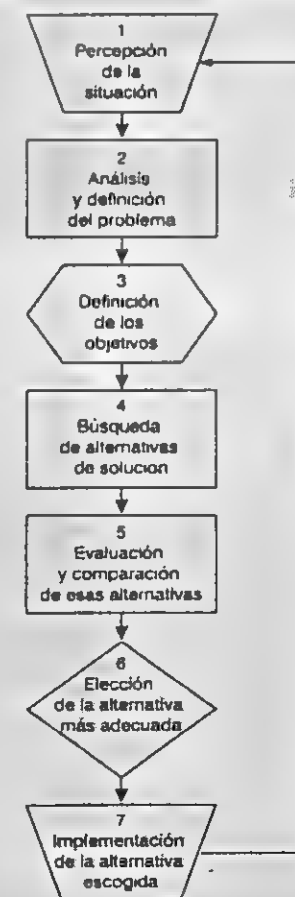 1
Percepción
de la
situación
2
Análisis
y definición
del problema
3
Definición
de los
objetivos
4
Búsqueda
de alternativas
de solucion
5
Evaluación
y comparación
de esas alternativas
6
Elección
de la alternativa
más adecuada
7
Implementación
de la alternativa
escogida